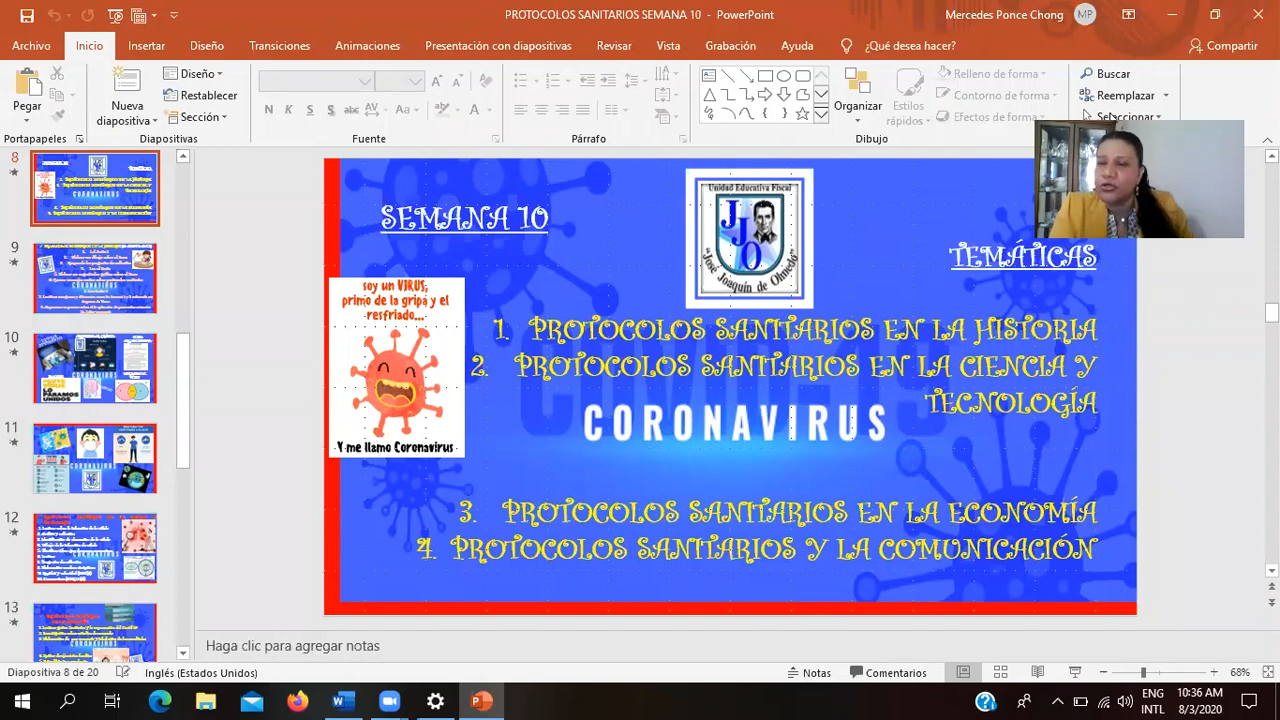 PROTOCOLOS SANITARIOS SEMANA 10 - PowerPoint
Mercedes Ponce Chong
MP
Archivo
Inicio
Insertar
Diseño
Transiciones
Animaciones
Presentación con diapositivas
Revisar
Vista
Grabación
Ayuda
¿Qué desea hacer?
Compartir
Pegar
Nueva
diapositiva
Diseño
Restablecer
Sección
N K S S abc AV Aa
Organizar
Estilos
rápidos
Relleno de forma
Contorno de forma
Efectos de forma
Buscar
Reemplazar
Seleccionar
Portapapeles
Diapositivas
Fuente
Párrafo
Dibujo
8
9
10
11
12
13
SEMANA 10
Unidad Educativa Fiscal
JJO
José Joaquín de Olmedo
TEMÁTICAS
soy un VIRUS,
primo de la gripa y el
resfriado...
Y me llamo Coronavirus
1. PROTOCOLOS SANITARIOS EN LA HISTORIA
2. PROTOCOLOS SANITARIOS EN LA CIENCIA Y
TECNOLOGÍA
CORONAVIRUS
3. PROTOCOLOS SANITARIOS EN LA ECONOMÍA
4. PROTOCOLOS SANITARIOS Y LA COMUNICACIÓN
Haga clic para agregar notas
Diapositiva 8 de 20
Inglés (Estados Unidos)
Notas
Comentarios
68%
ENG
INTL
10:36 AM
8/3/2020